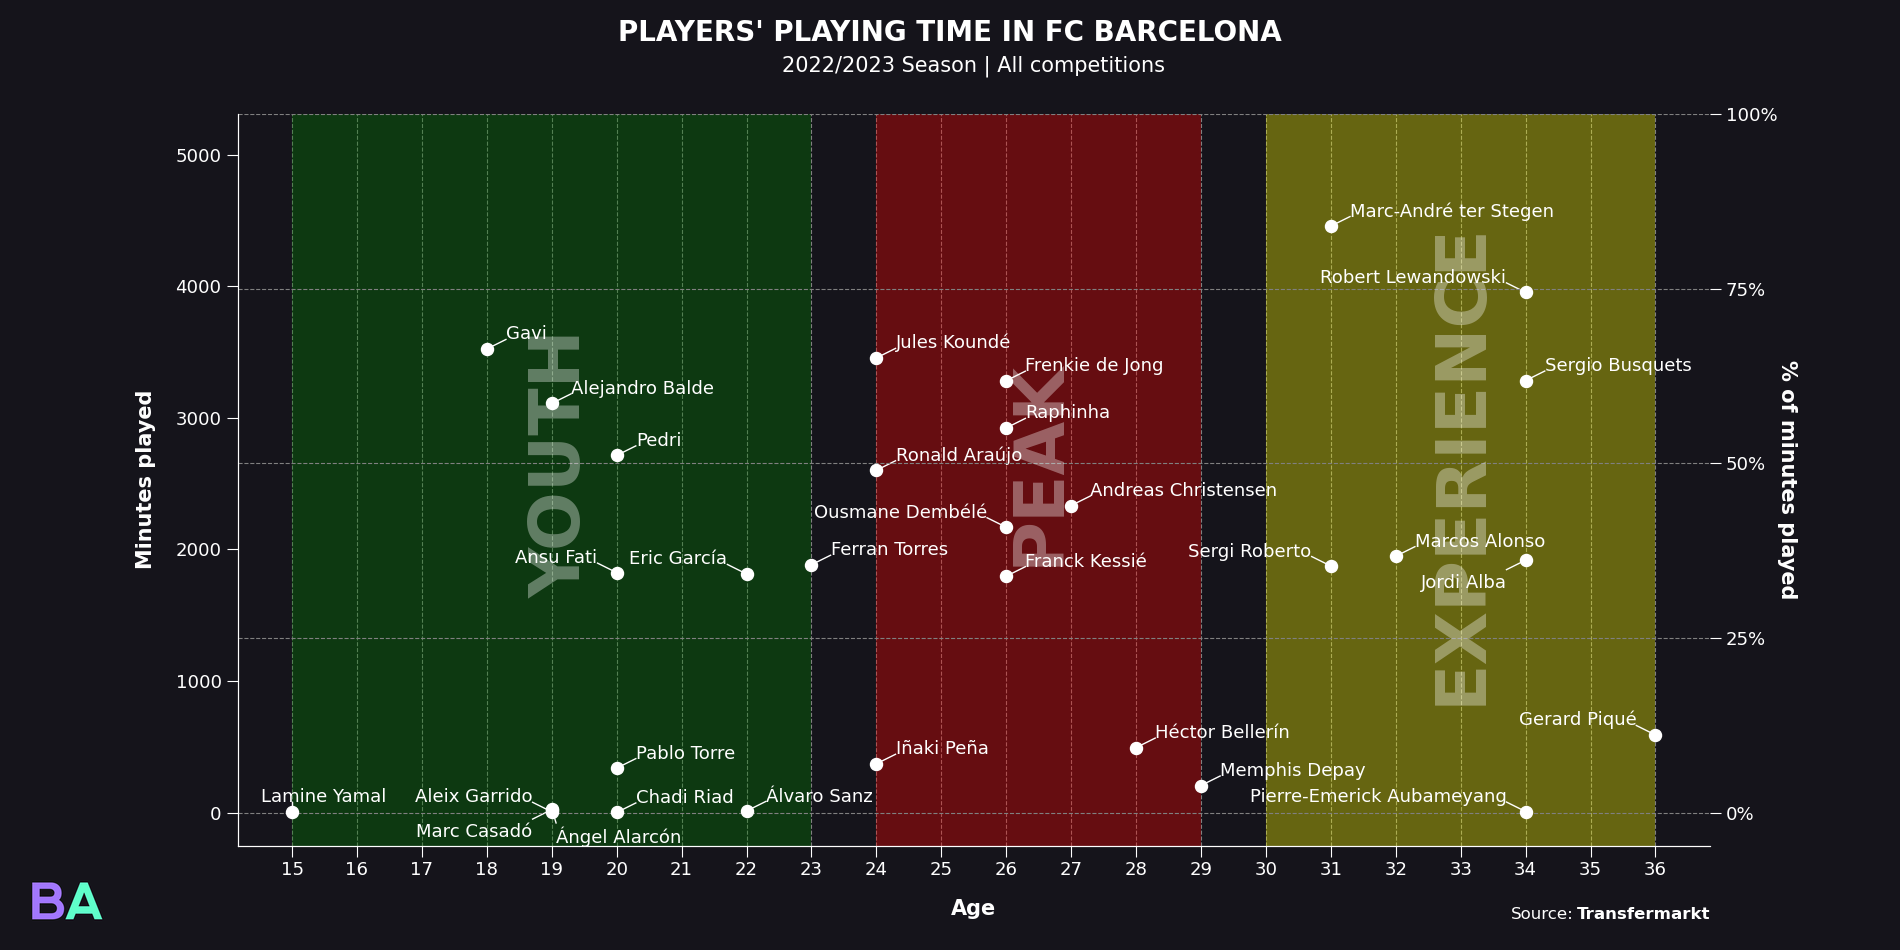 PLAYERS' PLAYING TIME IN FC BARCELONA
2022/2023 Season | All competitions
100%
5000
Marc-André ter Stegen
Robert Lewandowski
4000
75%
Gavi
Jules Koundé
Frenkie de Jong
Sergio Busquets
Alejandro Balde
Raphinha
3000
Pedri
Ronald Araújo
50%
Andreas Christensen
Ousmane Dembélé
Marcos Alonso
2000
Ferran Torres
Sergi Roberto
Ansu Fati
Eric García
Franck Kessié
Jordi Alba
YOUTH
PEAK
EXPERIENCE
Minutes played
% of minutes played
25%
1000
Gerard Piqué
Héctor Bellerín
Iñaki Peña
Pablo Torre
Memphis Depay
Lamine Yamal
Aleix Garrido
Chadi Riad
Álvaro Sanz
Pierre-Emerick Aubameyang
0
0%
Marc Casadó
Ángel Alarcón
15 16 17 18 19 20 21 22 23 24 25 26 27 28 29 30 31 32 33 34 35 36
Age
BA
Source: Transfermarkt